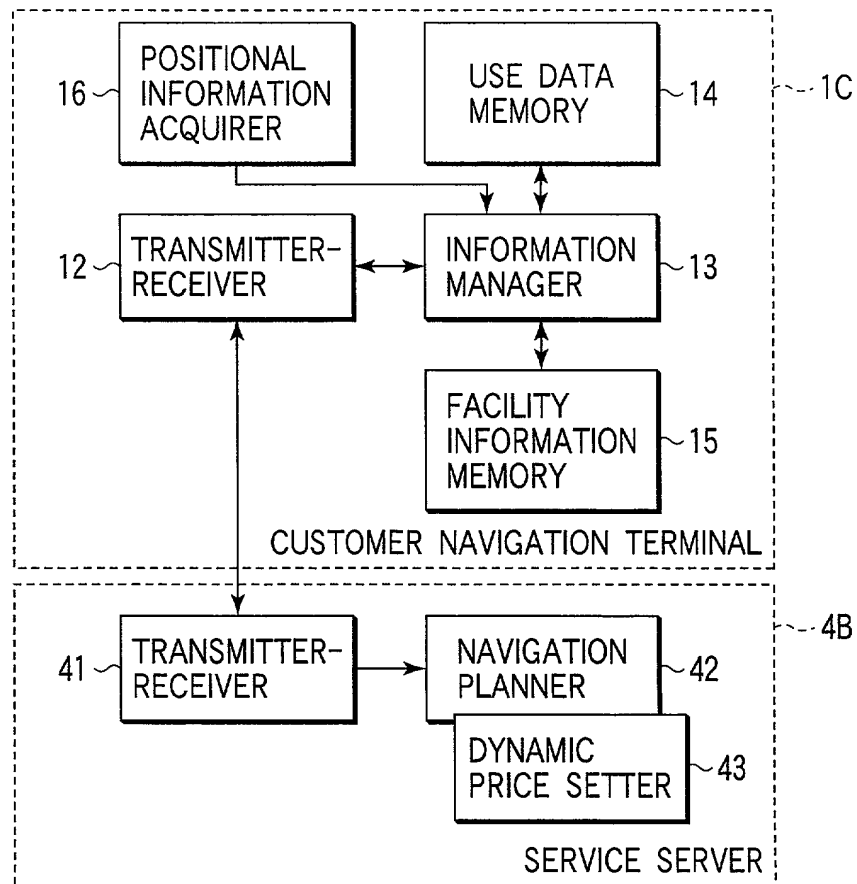 POSITIONAL
INFORMATION
ACQUIRER
16
USE DATA
MEMORY
14
1C
TRANSMITTER-
RECEIVER
12
INFORMATION
MANAGER
13
FACILITY
INFORMATION
MEMORY
15
CUSTOMER NAVIGATION TERMINAL
4B
TRANSMITTER-
RECEIVER
41
NAVIGATION
PLANNER
42
DYNAMIC
PRICE SETTER
43
SERVICE SERVER